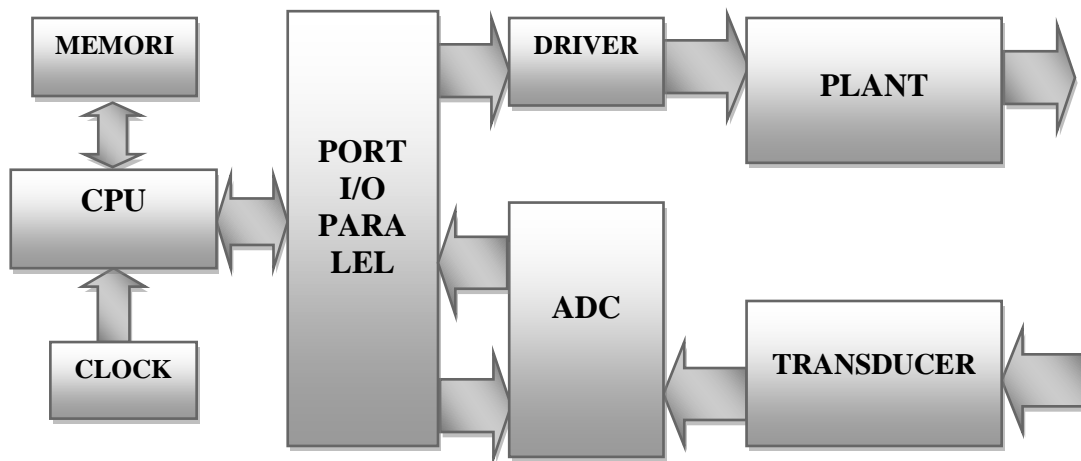 MEMORI
CPU
CLOCK
PORT
I/O
PARA
LEL
DRIVER
PLANT
ADC
TRANSDUCER